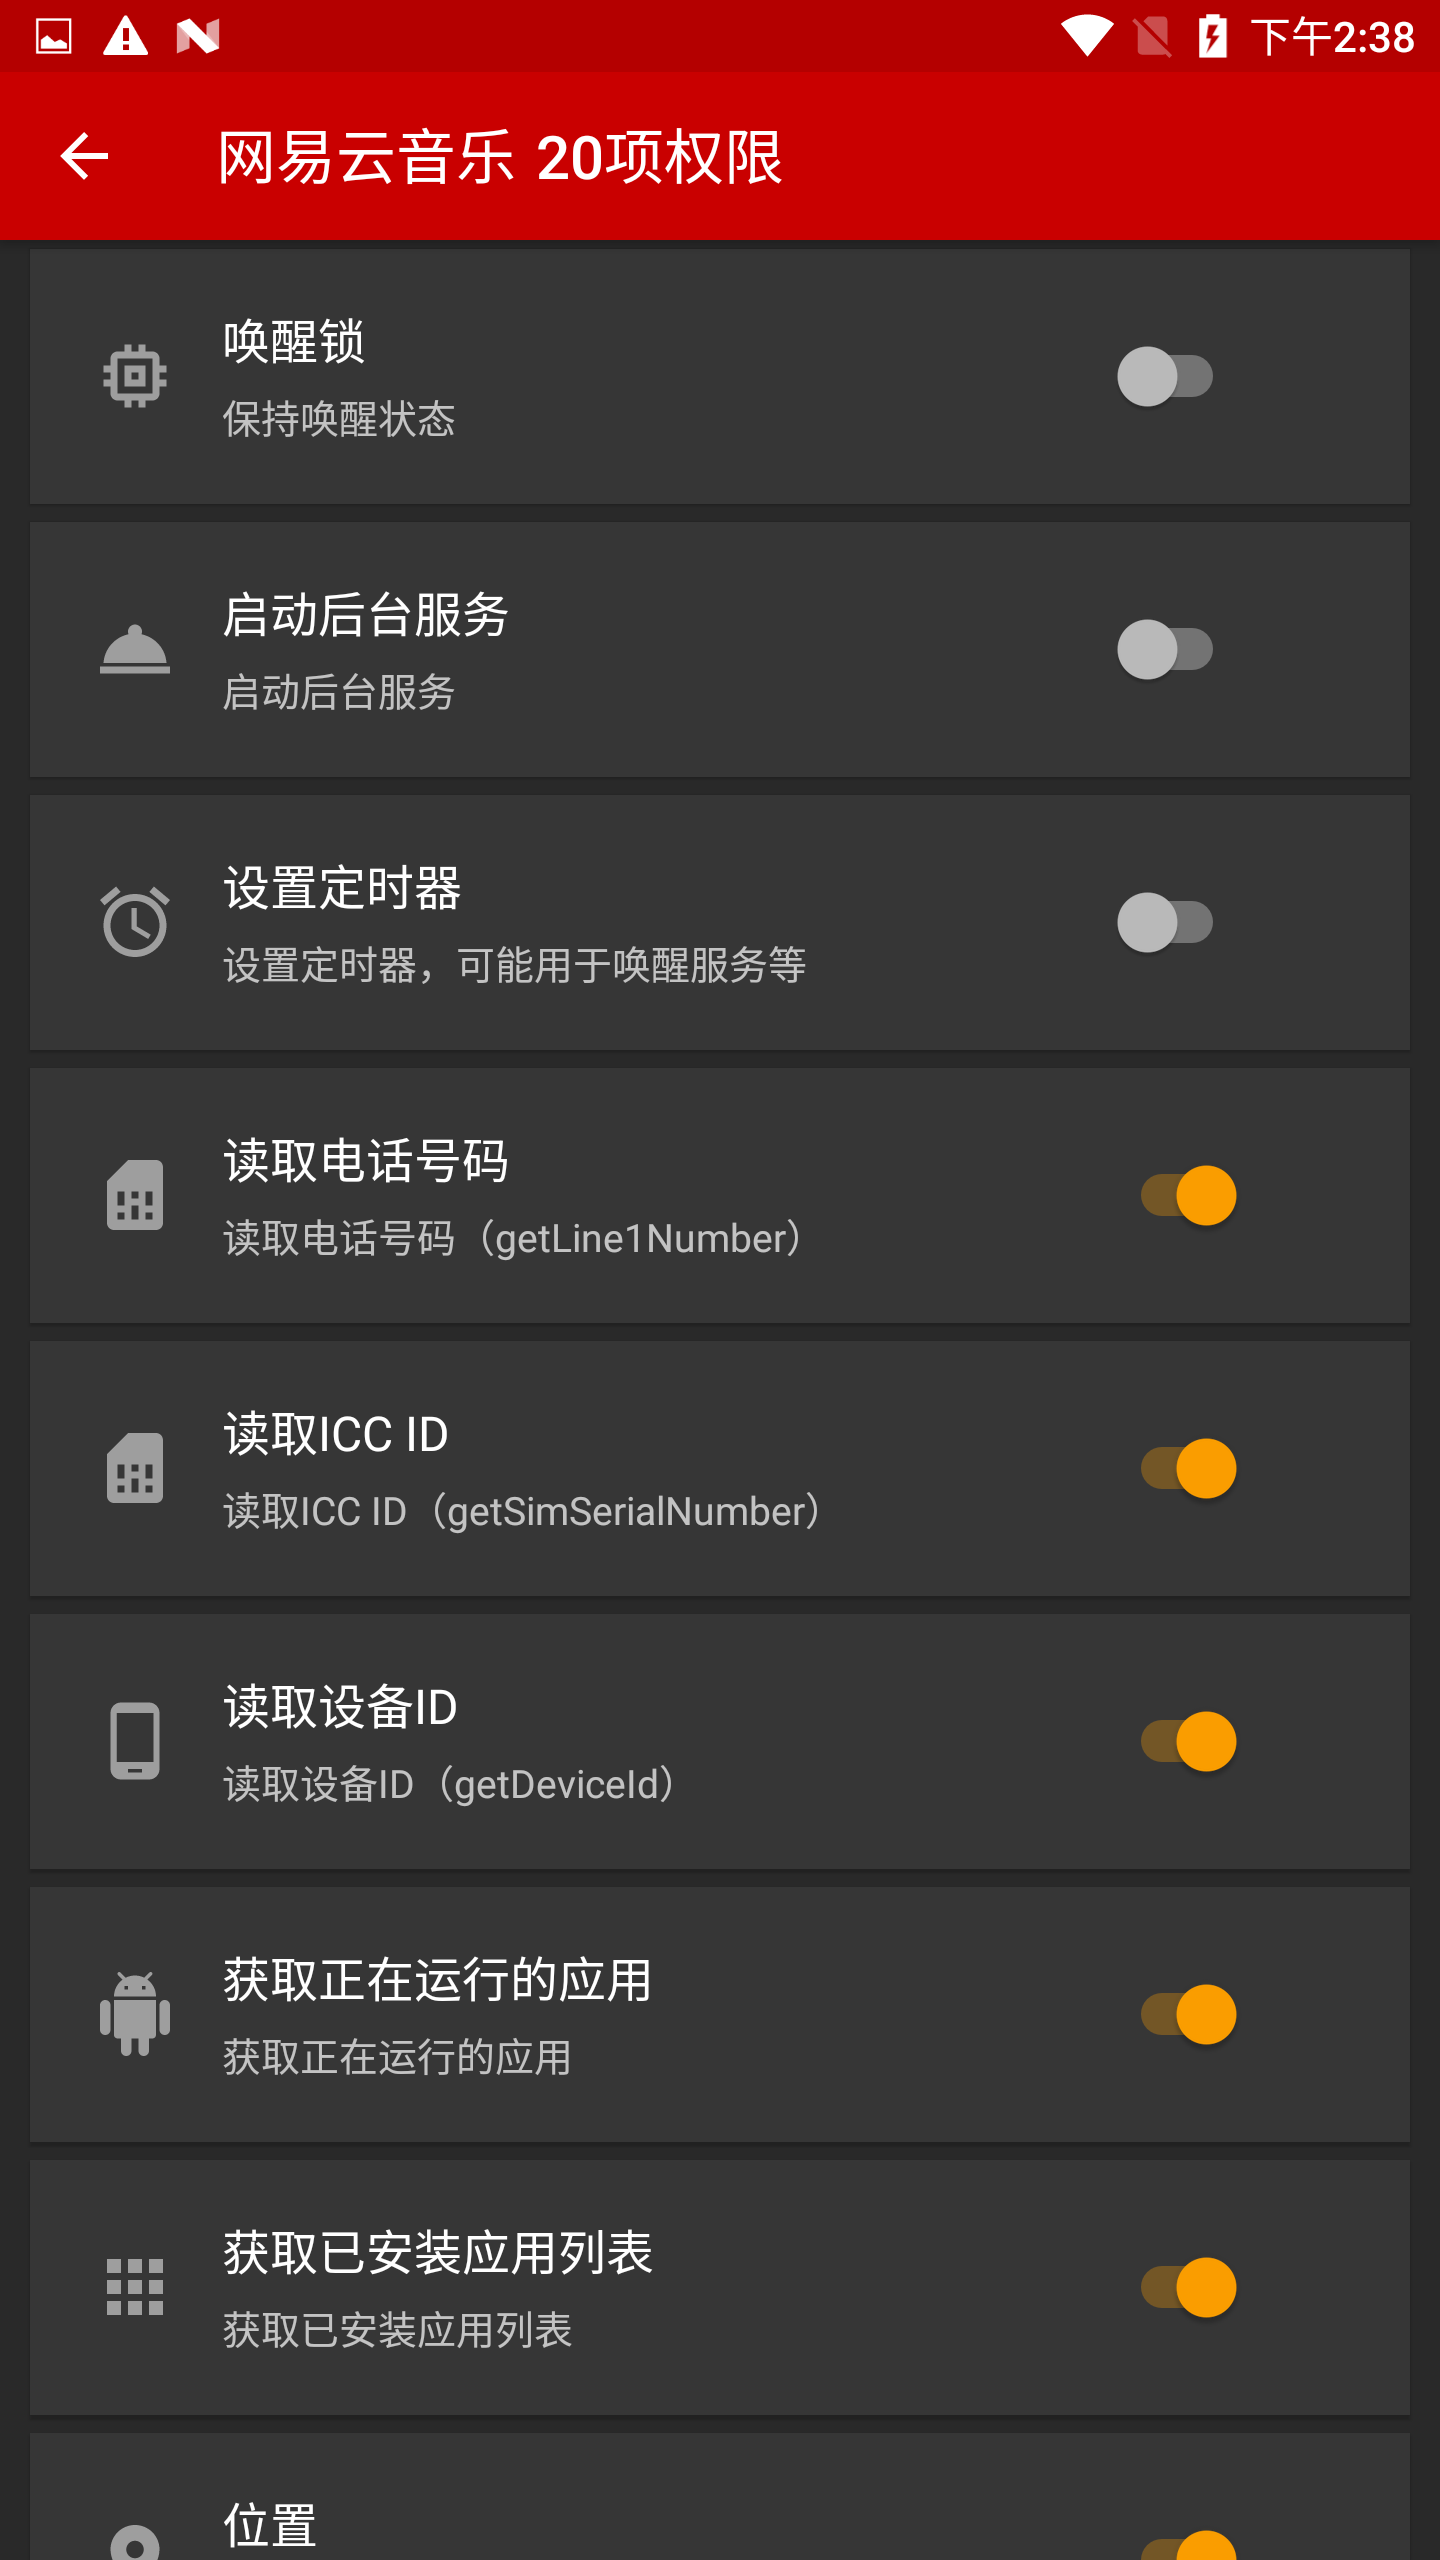 下午2:38
网易云音乐 20项权限
唤醒锁
保持唤醒状态
启动后台服务
启动后台服务
设置定时器
设置定时器，可能用于唤醒服务等
读取电话号码
读取电话号码（getLine1Number）
读取ICC ID
读取ICC ID（getSimSerialNumber）
读取设备ID
读取设备ID（getDeviceId）
获取正在运行的应用
获取正在运行的应用
获取已安装应用列表
获取已安装应用列表
位置